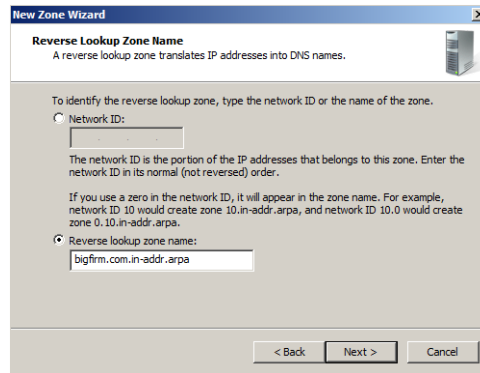 New Zone Wizard
Reverse Lookup Zone Name
A reverse lookup zone translates IP addresses into DNS names.
To identify the reverse lookup zone, type the network ID or the name of the zone.
Network ID:
The network ID is the portion of the IP addresses that belongs to this zone. Enter the
network ID in its normal (not reversed) order.
If you use a zero in the network ID, it will appear in the zone name. For example,
network ID 10 would create zone 10.in-addr.arpa, and network ID 10.0 would create
zone 0.10.in-addr.arpa.
Reverse lookup zone name:
bigfirm.com.in-addr.arpa
< Back Next > Cancel